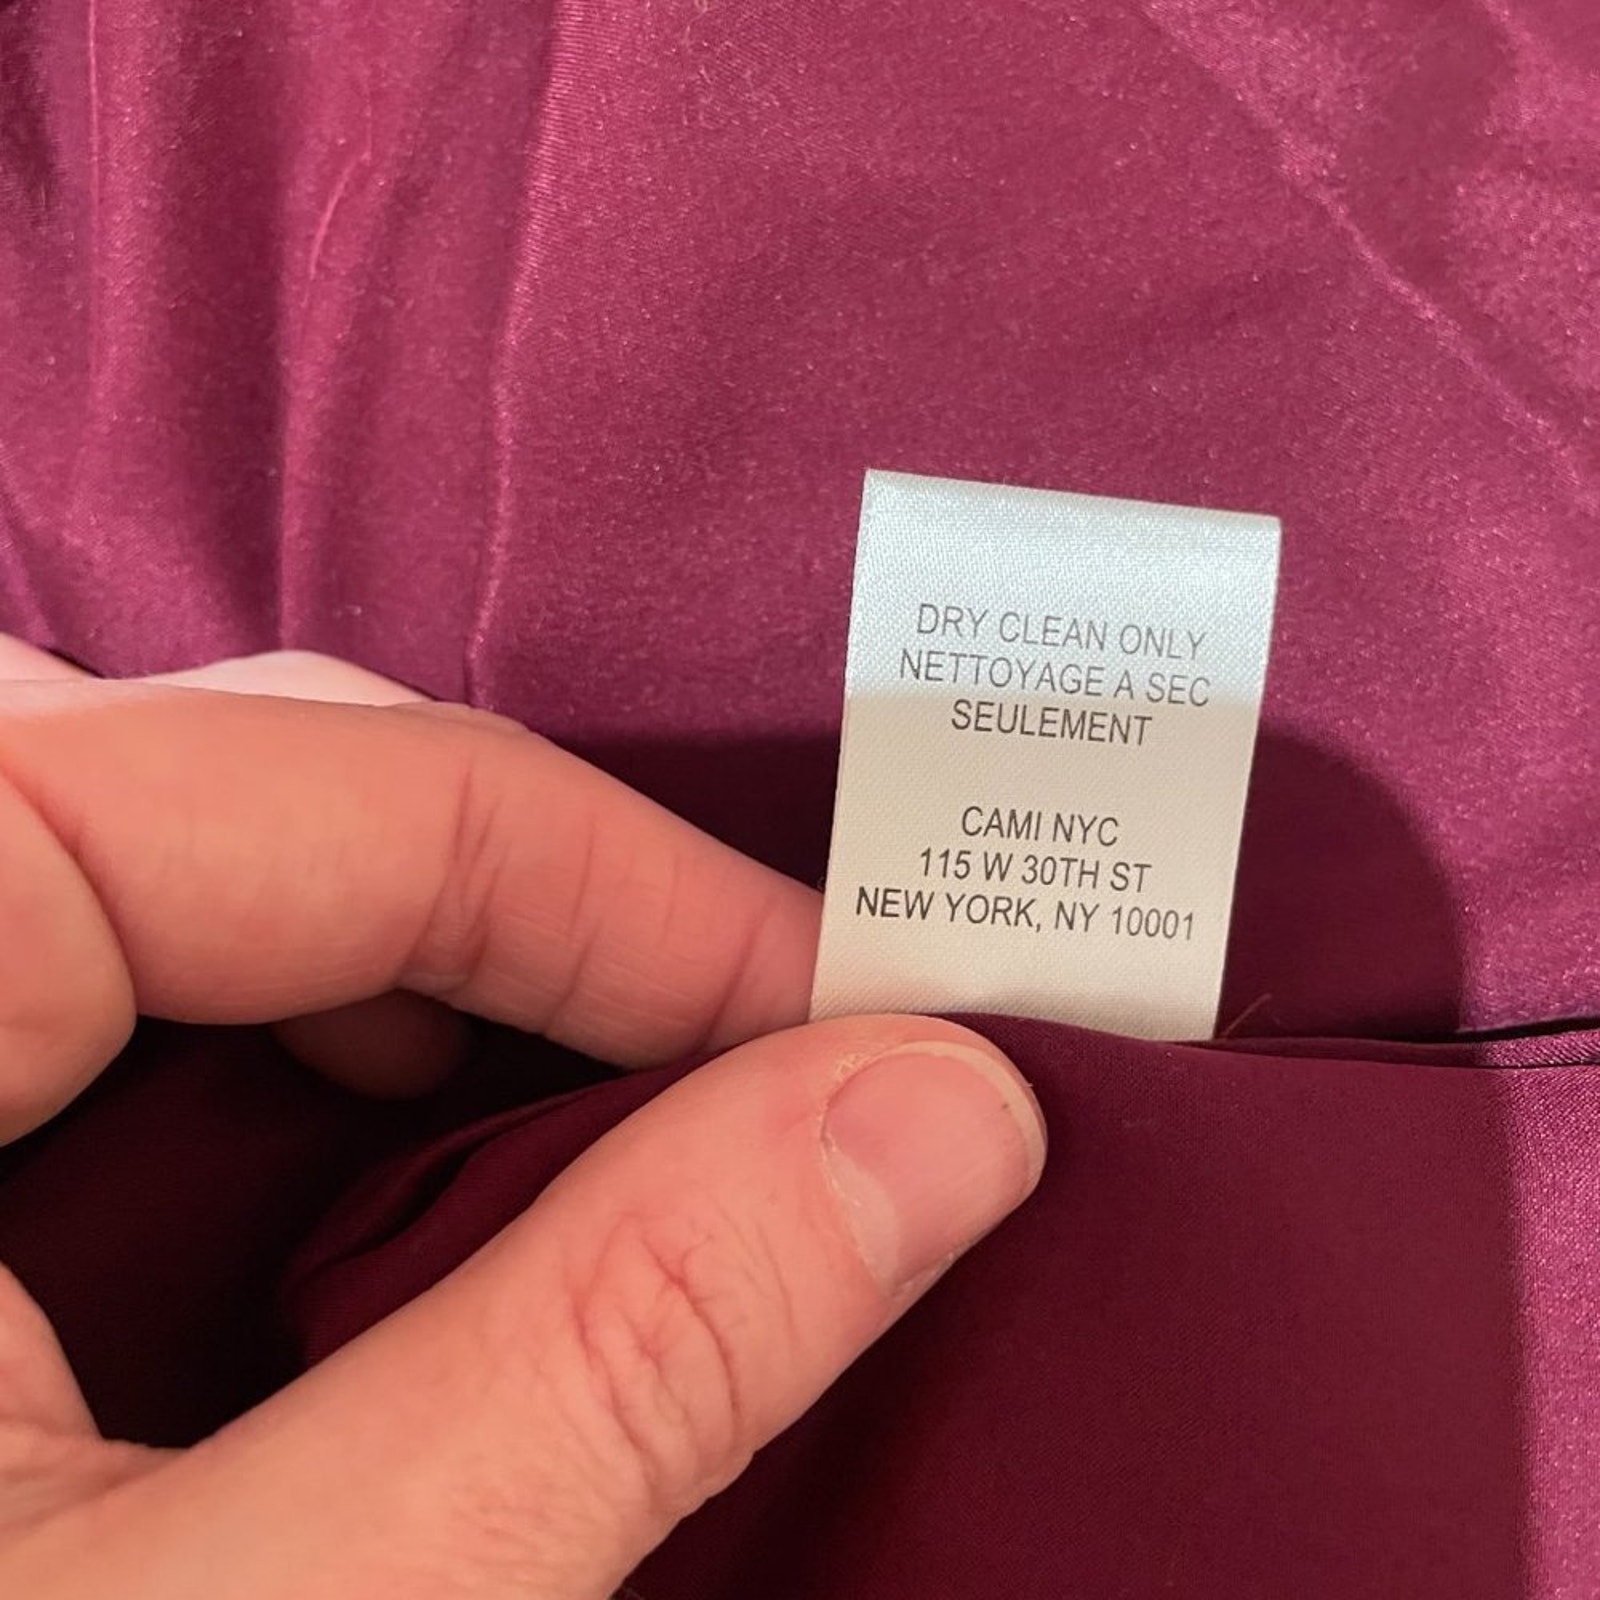 DRY CLEAN ONLY
NETTOYAGE A SEC
SEULEMENT
CAMI NYC
115 W 30TH ST
NEW YORK, NY 10001